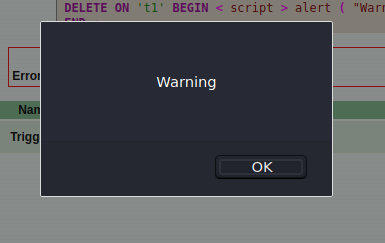 DELETE ON 't1' BEGIN < script > alert ( "Warn
END
Error
Warning
Nam
Trigg
OK